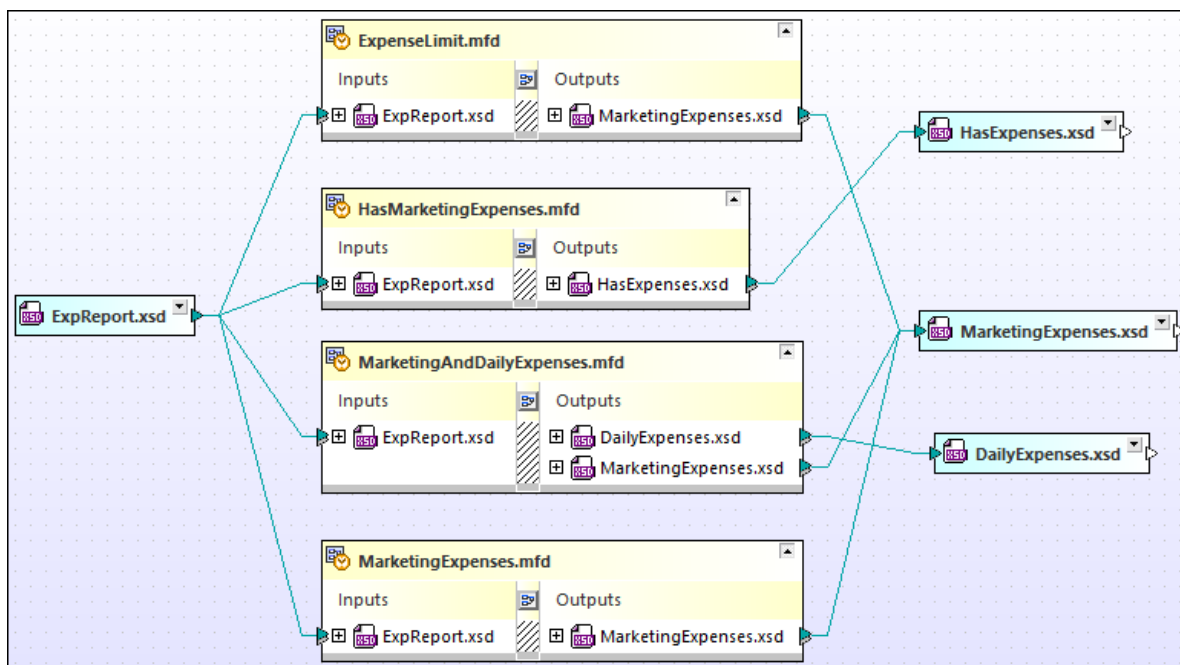 ExpenseLimit.mfd
Inputs Outputs
ExpReport.xsd MarketingExpenses.xsd
HasExpenses.xsd
HasMarketingExpenses.mfd
Inputs Outputs
ExpReport.xsd HasExpenses.xsd
ExpReport.xsd
MarketingExpenses.xsd
MarketingAndDailyExpenses.mfd
Inputs Outputs
ExpReport.xsd DailyExpenses.xsd
MarketingExpenses.xsd
DailyExpenses.xsd
MarketingExpenses.mfd
Inputs Outputs
ExpReport.xsd MarketingExpenses.xsd